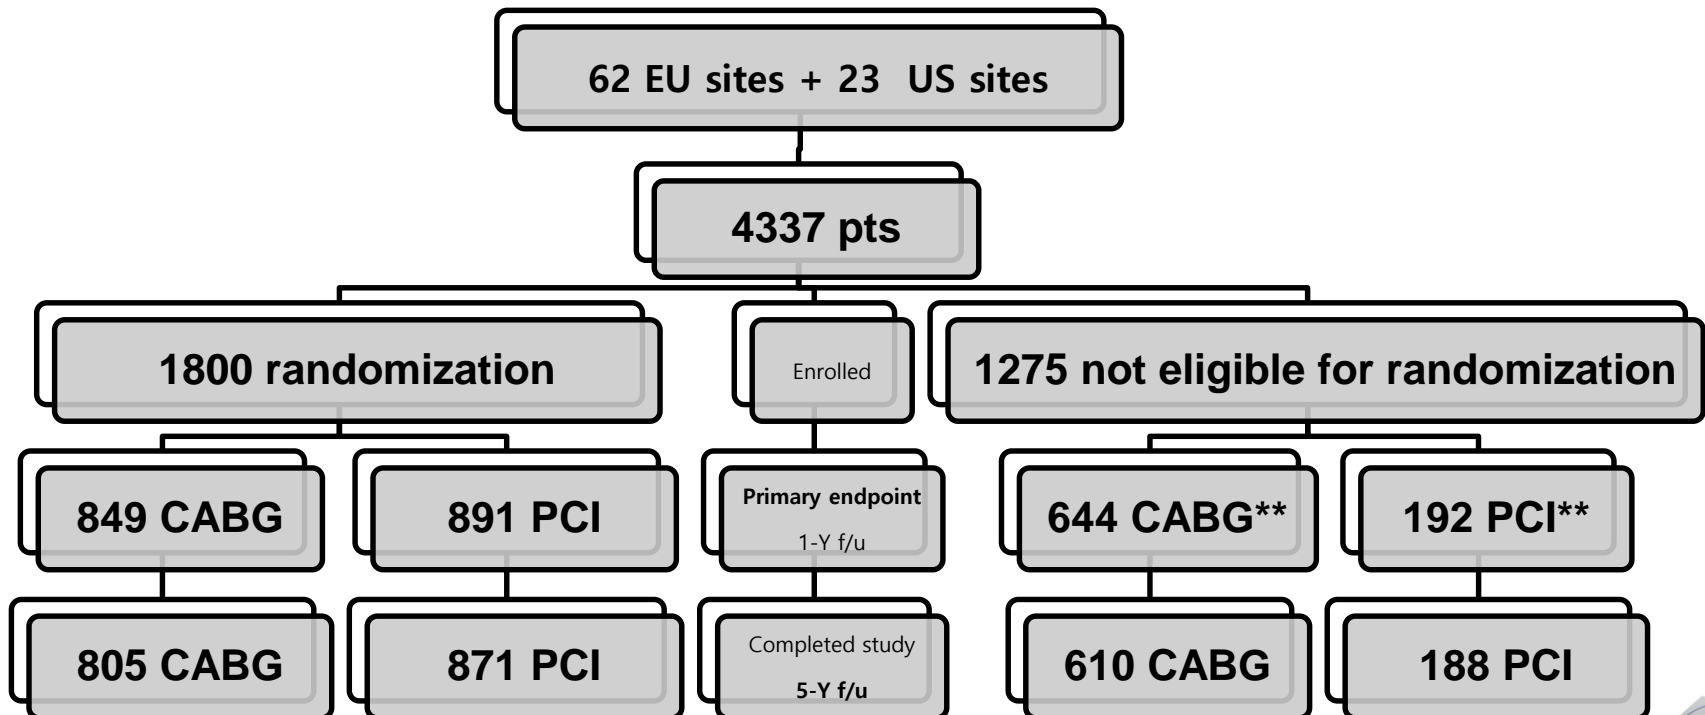 62 EU sites + 23 US sites
4337 pts
1800 randomization
Enrolled
1275 not eligible for randomization
849 CABG
891 PCI
Primary endpoint
1-Y f/u
644 CABG**
192 PCI**
805 CABG
871 PCI
Completed study
5-Y f/u
610 CABG
188 PCI